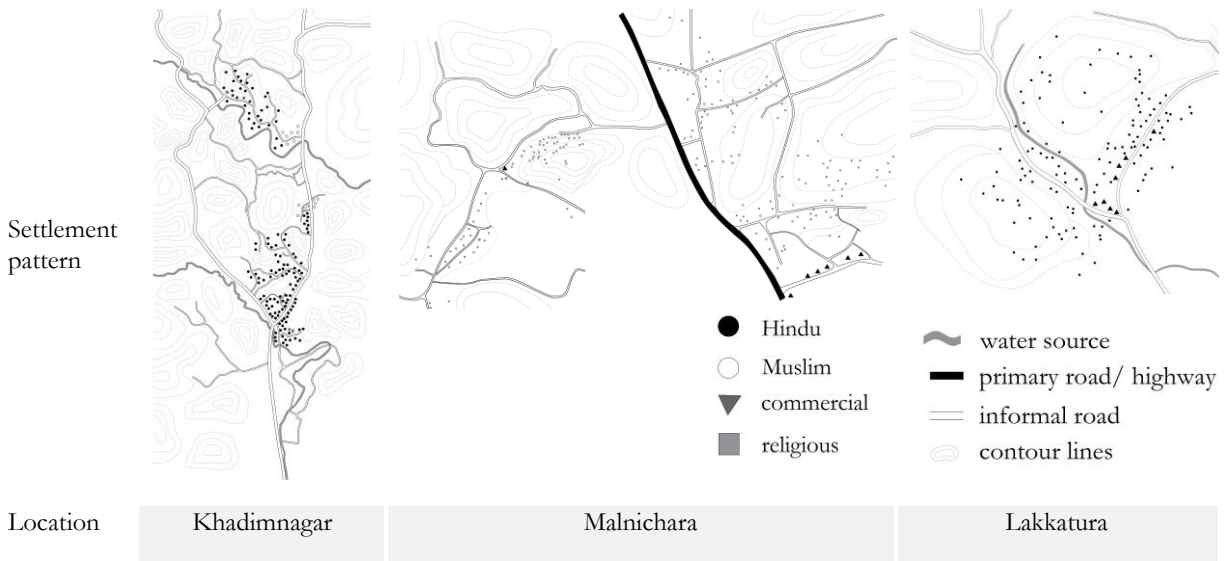 Settlement
pattern
Hindu
Muslim
commercial
religious
water source
primary road/ highway
informal road
contour lines
Location
Khadimnagar
Malnichara
Lakkatura